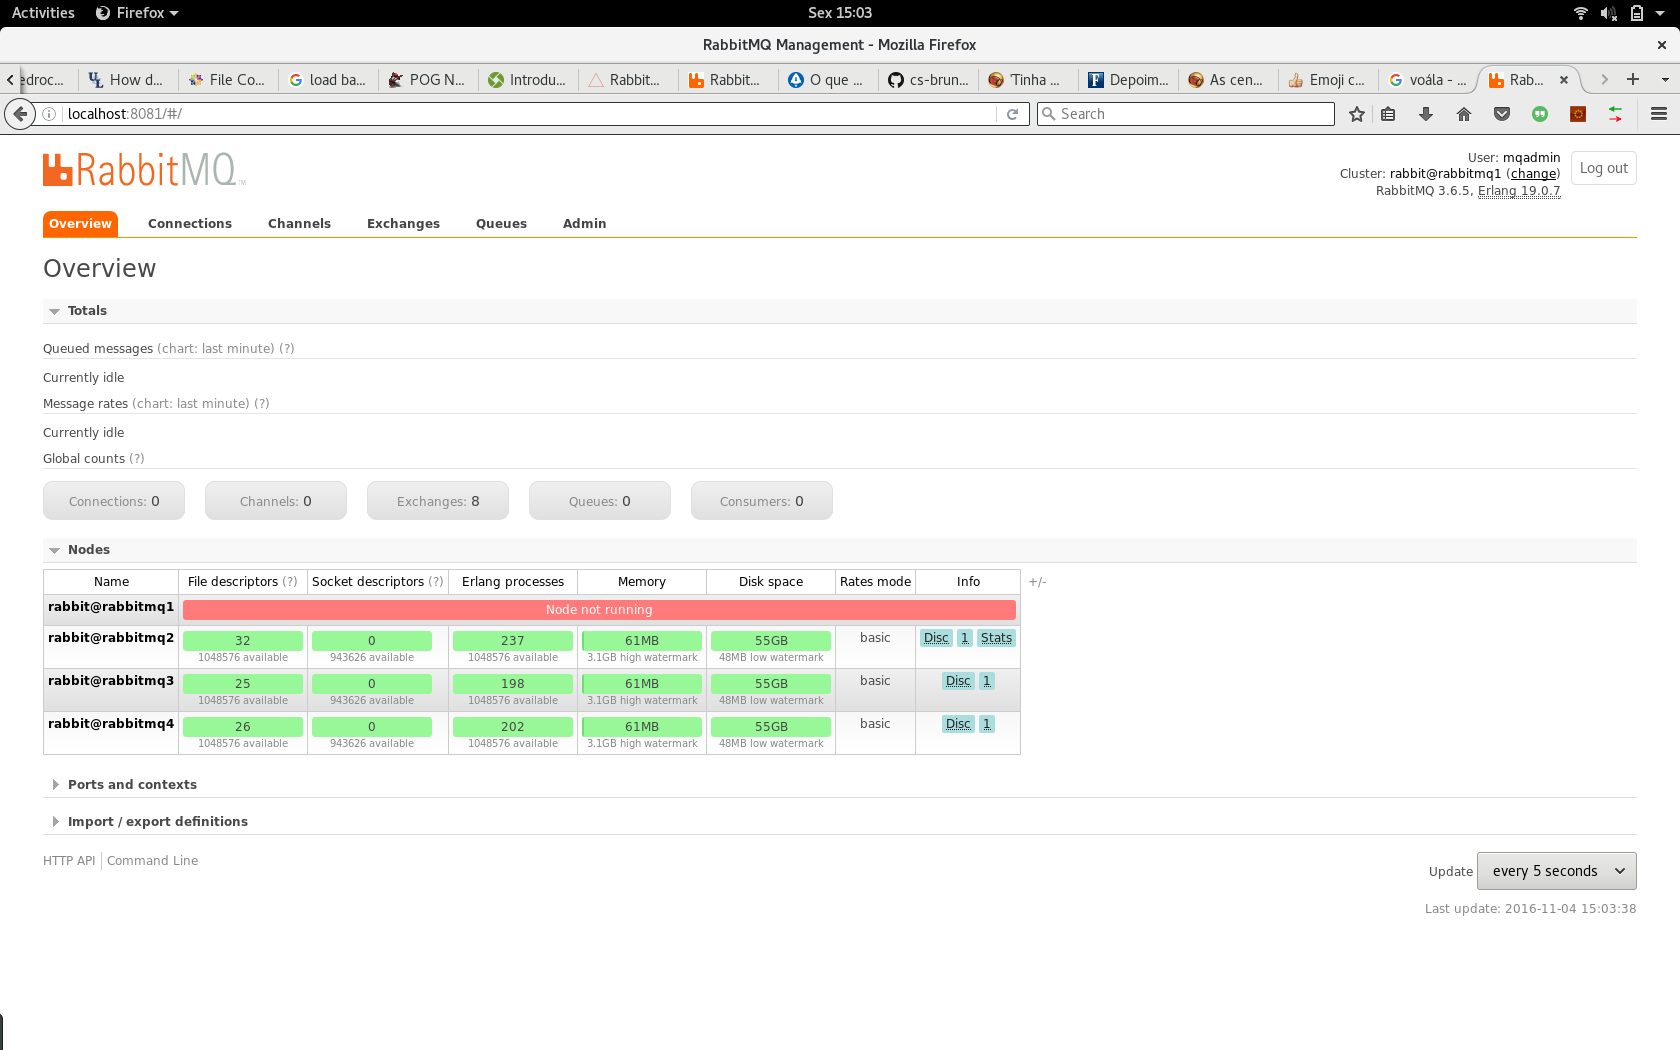 Activities Firefox Sex 15:03
RabbitMQ Management - Mozilla Firefox
edroc... How d... File Co... load ba... POG N... Introdu... Rabbit... Rabbit... O que ... cs-brun... 'Tinha ... Depoim... As cen... Emoji c... voála - ... Rab...
localhost:8081/#/ Search
RabbitMQ™
User: mqadmin
Cluster: rabbit@rabbitmq1 (change)
RabbitMQ 3.6.5, Erlang 19.0.7
Log out
Overview Connections Channels Exchanges Queues Admin
Overview
Totals
Queued messages (chart: last minute) (?)
Currently idle
Message rates (chart: last minute) (?)
Currently idle
Global counts (?)
Connections: 0 Channels: 0 Exchanges: 8 Queues: 0 Consumers: 0
Nodes
Name File descriptors (?) Socket descriptors (?) Erlang processes Memory Disk space Rates mode Info +/-
rabbit@rabbitmq1 Node not running
rabbit@rabbitmq2 32 0 237 61MB 55GB basic Disc 1 Stats
1048576 available 943626 available 1048576 available 3.1GB high watermark 48MB low watermark
rabbit@rabbitmq3 25 0 198 61MB 55GB basic Disc 1
1048576 available 943626 available 1048576 available 3.1GB high watermark 48MB low watermark
rabbit@rabbitmq4 26 0 202 61MB 55GB basic Disc 1
1048576 available 943626 available 1048576 available 3.1GB high watermark 48MB low watermark
Ports and contexts
Import / export definitions
HTTP API Command Line
Update every 5 seconds
Last update: 2016-11-04 15:03:38